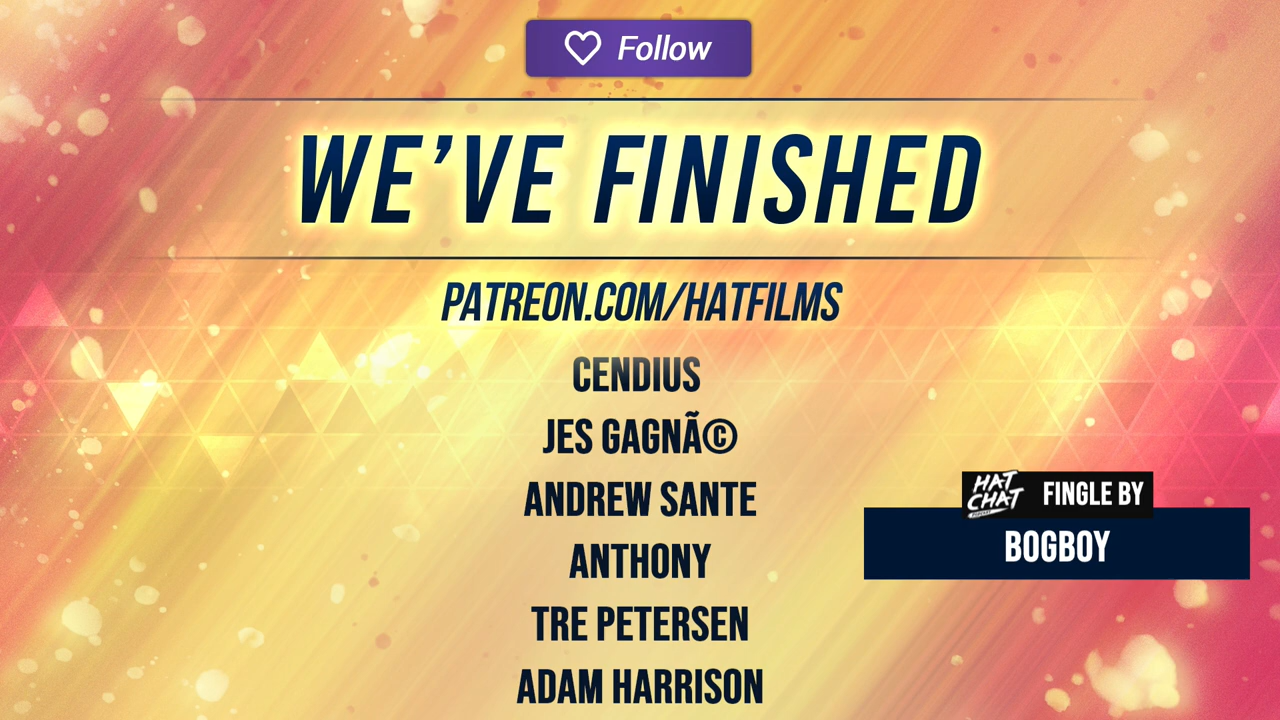 Follow
WE'VE FINISHED
PATREON.COM/HATFILMS
CENDIUS
JES GAGNÃ©
ANDREW SANTE
ANTHONY
TRE PETERSEN
ADAM HARRISON
HAT
CHAT
FINGLE BY
BOGBOY